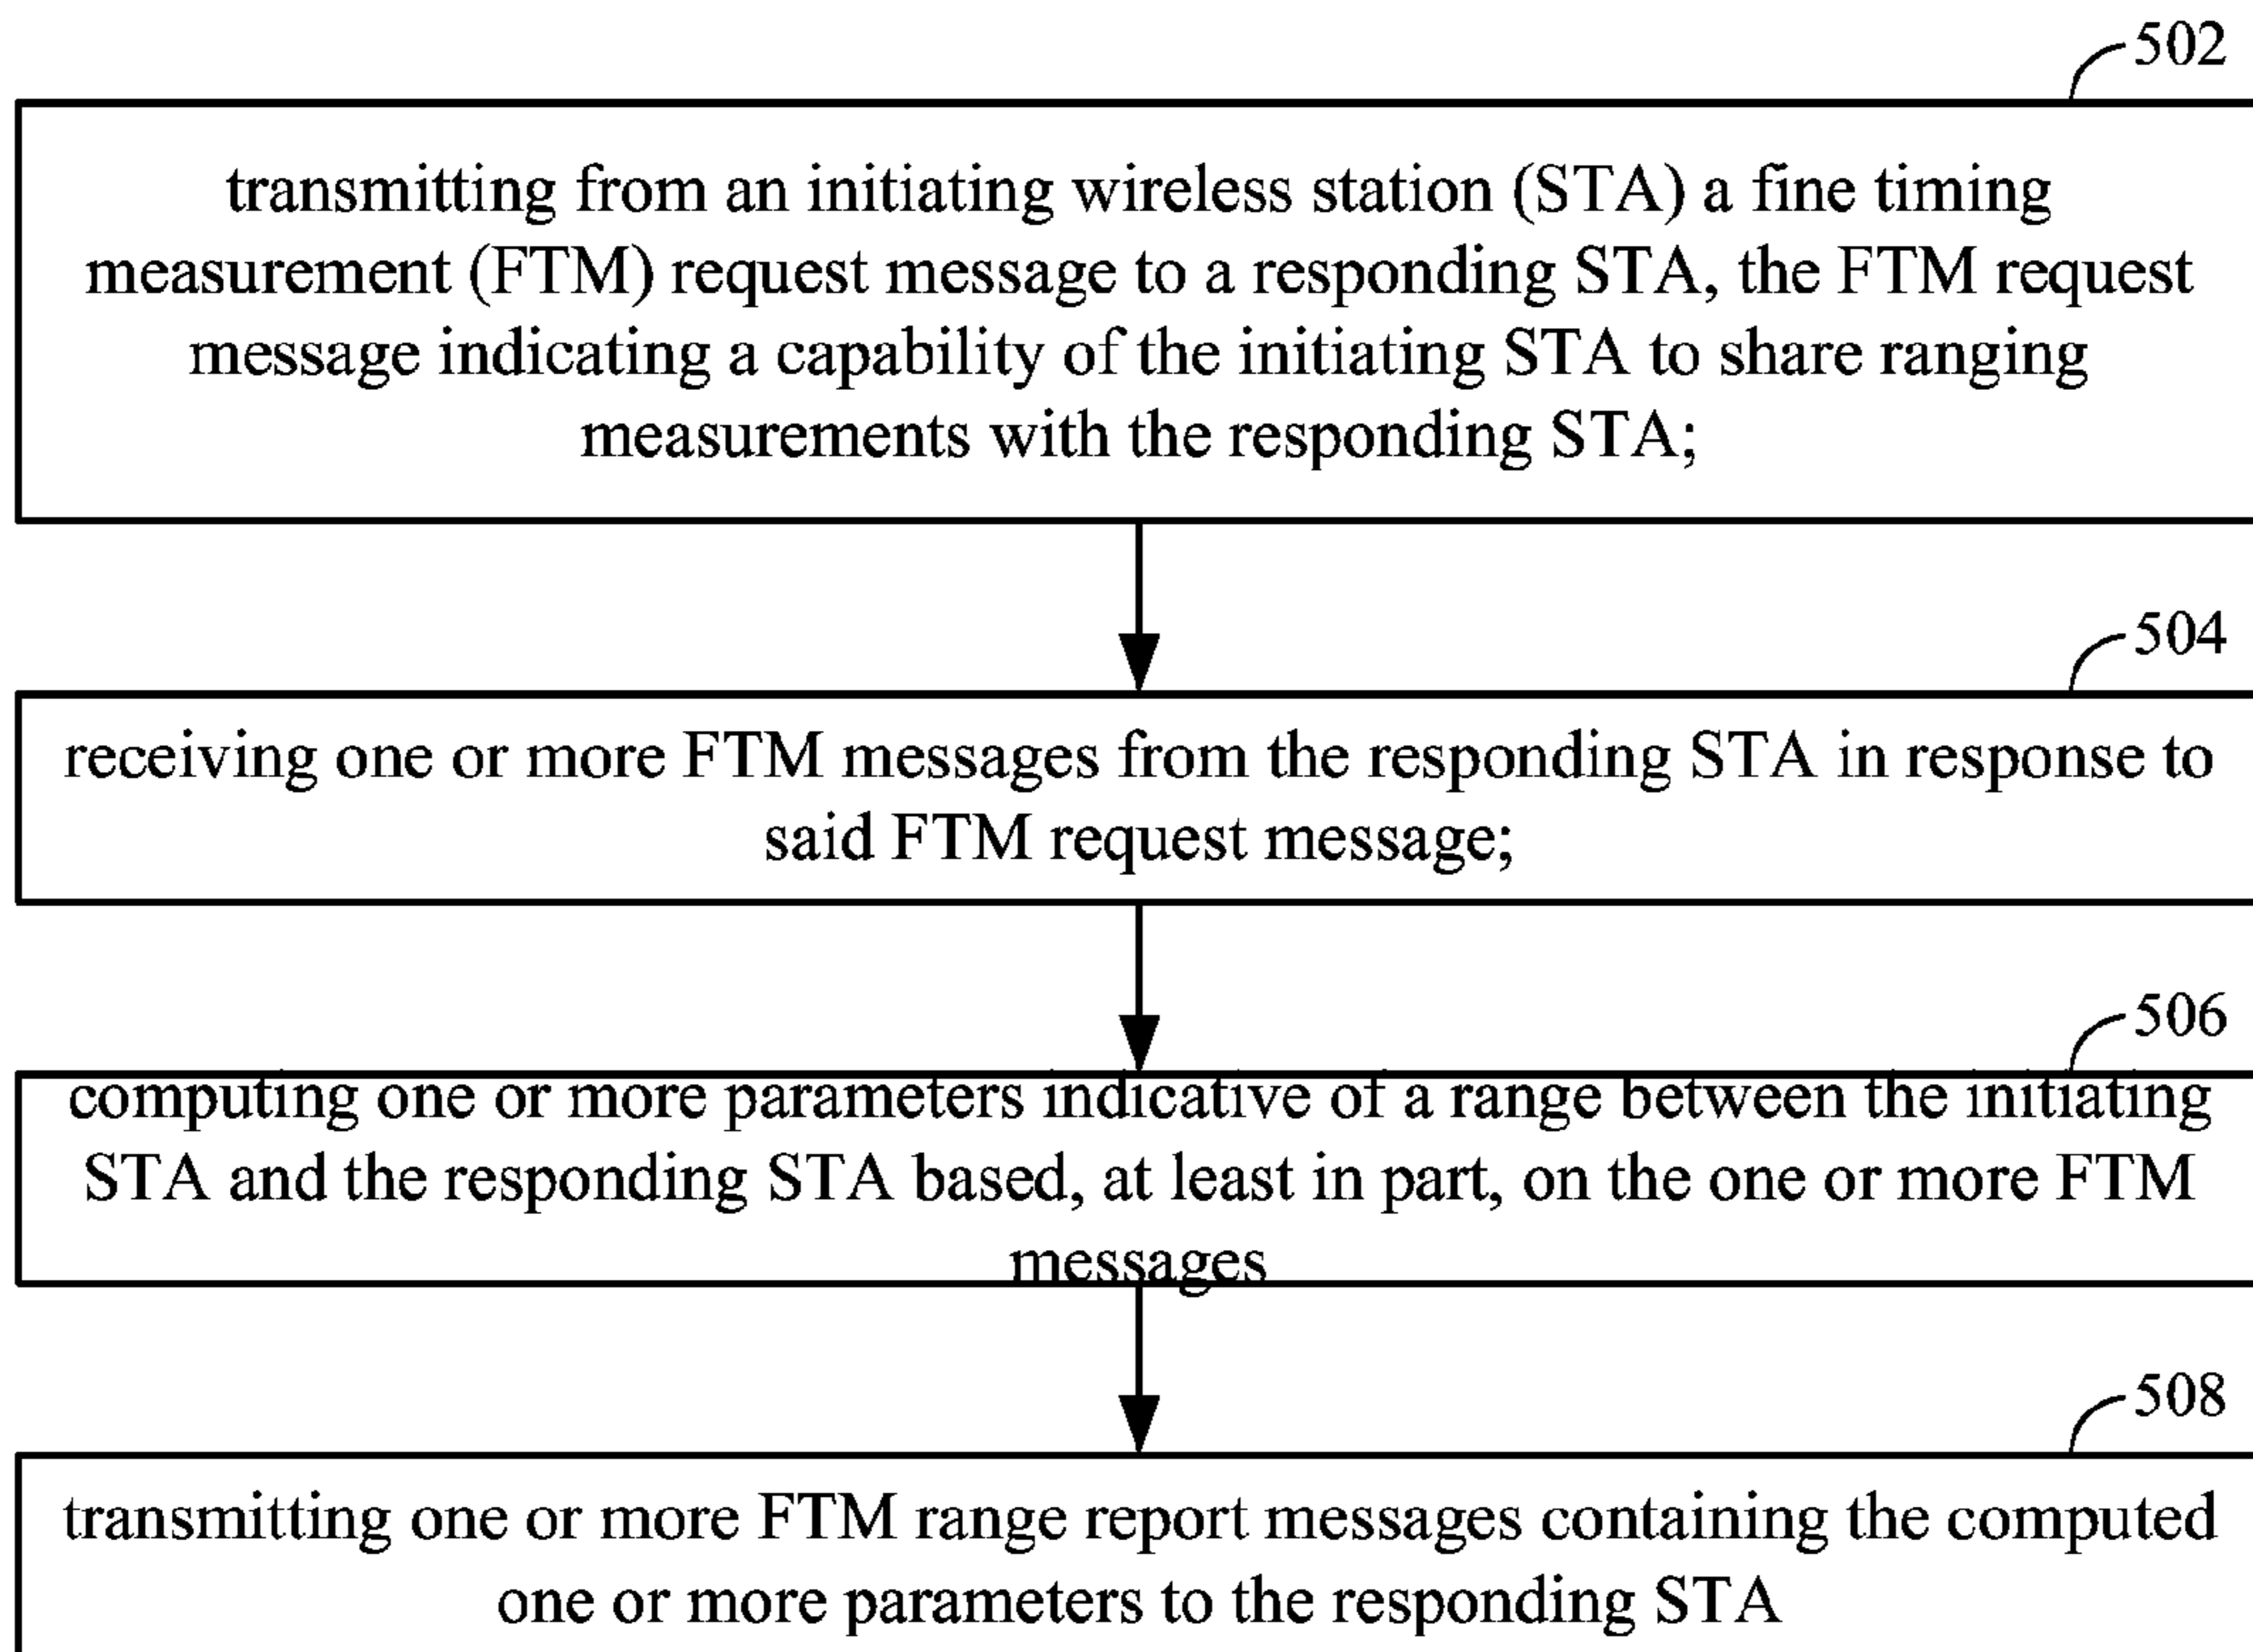 502
transmitting from an initiating wireless station (STA) a fine timing
measurement (FTM) request message to a responding STA, the FTM request
message indicating a capability of the initiating STA to share ranging
measurements with the responding STA;
504
receiving one or more FTM messages from the responding STA in response to
said FTM request message;
506
computing one or more parameters indicative of a range between the initiating
STA and the responding STA based, at least in part, on the one or more FTM
messages
508
transmitting one or more FTM range report messages containing the computed
one or more parameters to the responding STA